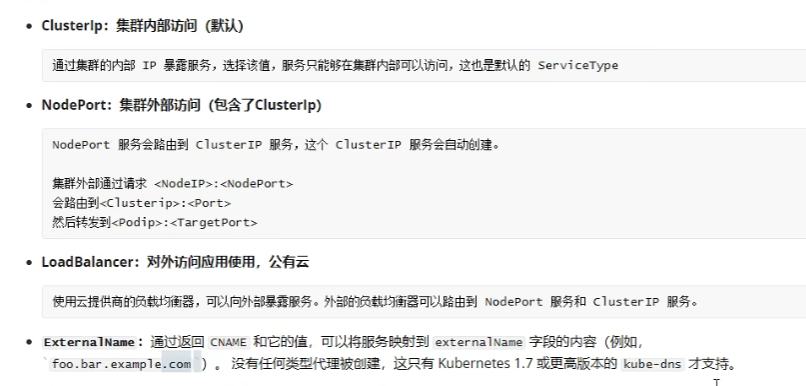 ClusterIp：集群内部访问（默认）
通过集群的内部 IP 暴露服务，选择该值，服务只能够在集群内部可以访问，这也是默认的 ServiceType
NodePort：集群外部访问（包含了ClusterIp）
NodePort 服务会路由到 ClusterIP 服务，这个 ClusterIP 服务会自动创建。
集群外部通过请求 <NodeIP>:<NodePort>
会路由到<Clusterip>:<Port>
然后转发到<Podip>:<TargetPort>
LoadBalancer：对外访问应用使用，公有云
使用云提供商的负载均衡器，可以向外部暴露服务。外部的负载均衡器可以路由到 NodePort 服务和 ClusterIP 服务。
ExternalName：通过返回 CNAME 和它的值，可以将服务映射到 externalName 字段的内容（例如，
`foo.bar.example.com`）。 没有任何类型代理被创建，这只有 Kubernetes 1.7 或更高版本的 kube-dns 才支持。